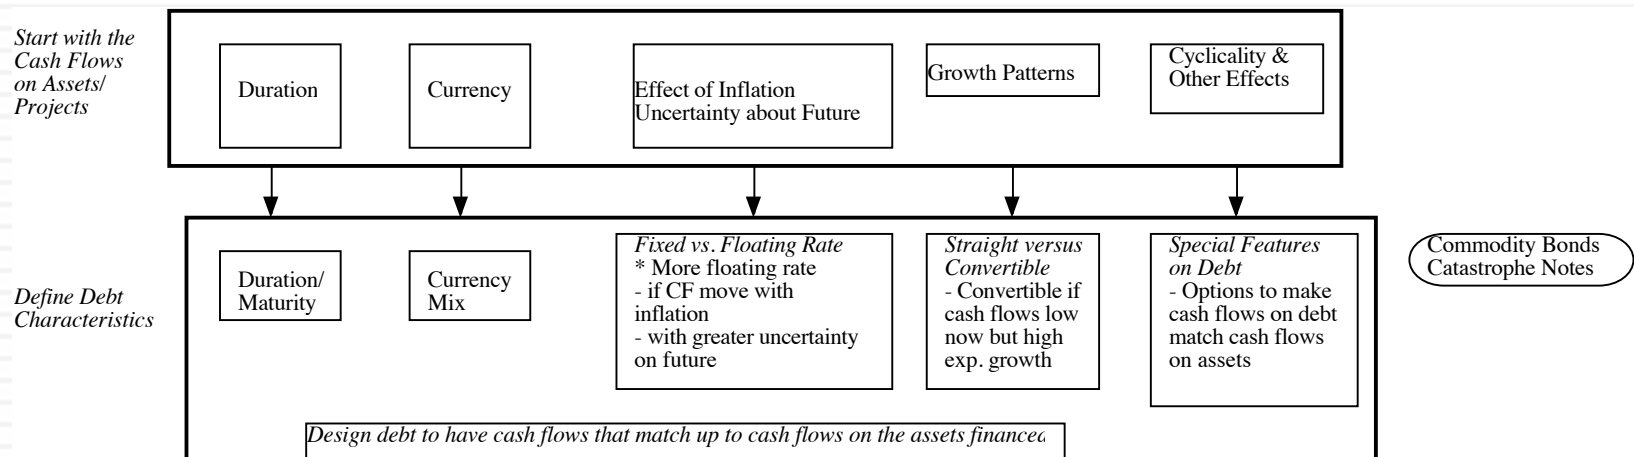 Start with the
Cash Flows
on Assets/
Projects
Duration
Currency
Effect of Inflation
Uncertainty about Future
Growth Patterns
Cyclicality &
Other Effects
Define Debt
Characteristics
Duration/
Maturity
Currency
Mix
Fixed vs. Floating Rate
* More floating rate
- if CF move with
inflation
- with greater uncertainty
on future
Straight versus
Convertible
- Convertible if
cash flows low
now but high
exp. growth
Special Features
on Debt
- Options to make
cash flows on debt
match cash flows
on assets
Commodity Bonds
Catastrophe Notes
Design debt to have cash flows that match up to cash flows on the assets financed